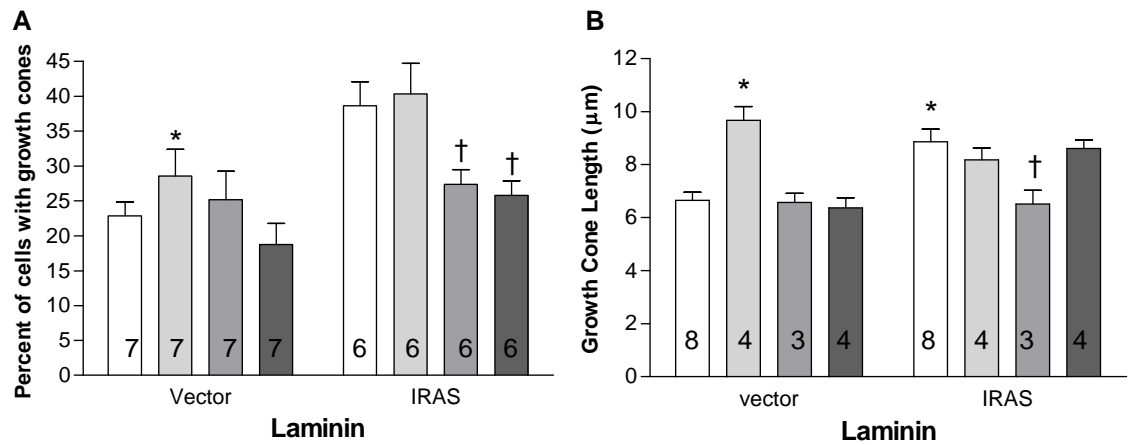 A
Percent of cells with growth cones
45
40
35
30
25
20
15
10
5
0
*
†
†
7 7 7 7 6 6 6 6
Vector IRAS
Laminin
B
Growth Cone Length (μm)
12
10
8
6
4
2
0
*
*
†
8 4 3 4 8 4 3 4
vector IRAS
Laminin